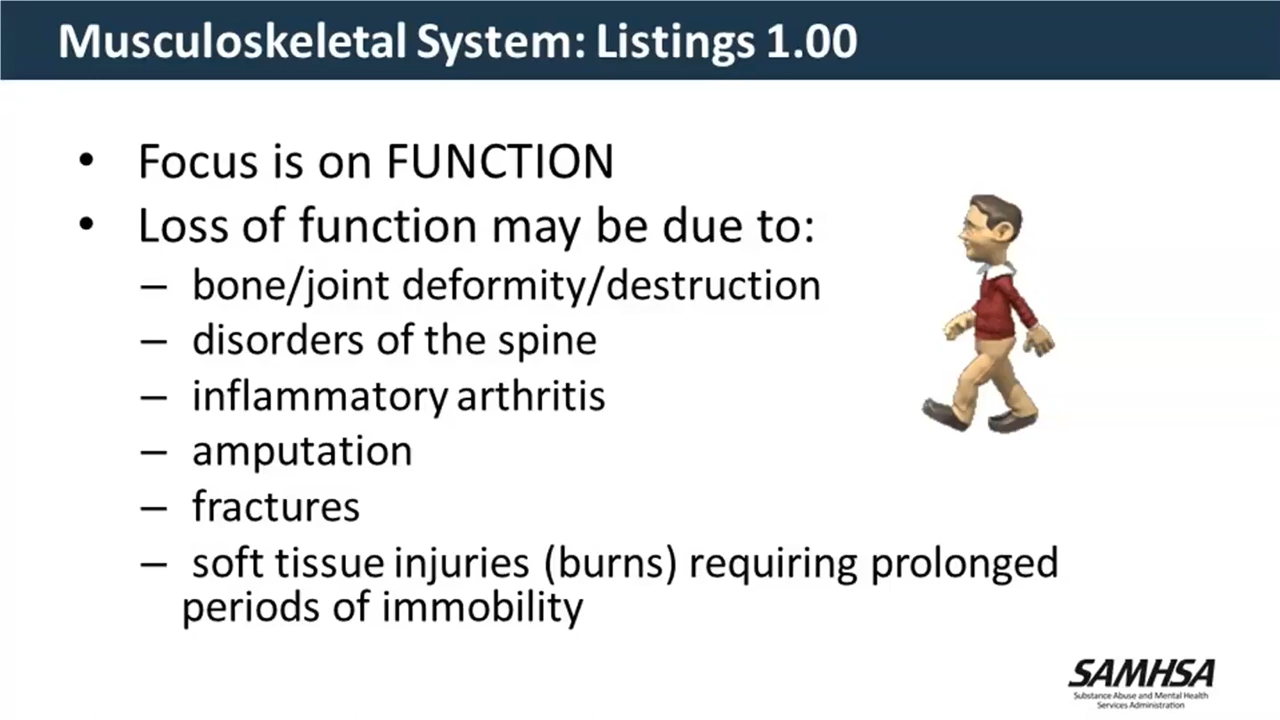 Musculoskeletal System: Listings 1.00
• Focus is on FUNCTION
• Loss of function may be due to:
– bone/joint deformity/destruction
– disorders of the spine
– inflammatory arthritis
– amputation
– fractures
– soft tissue injuries (burns) requiring prolonged
periods of immobility
SAMHSA
Substance Abuse and Mental Health
Services Administration